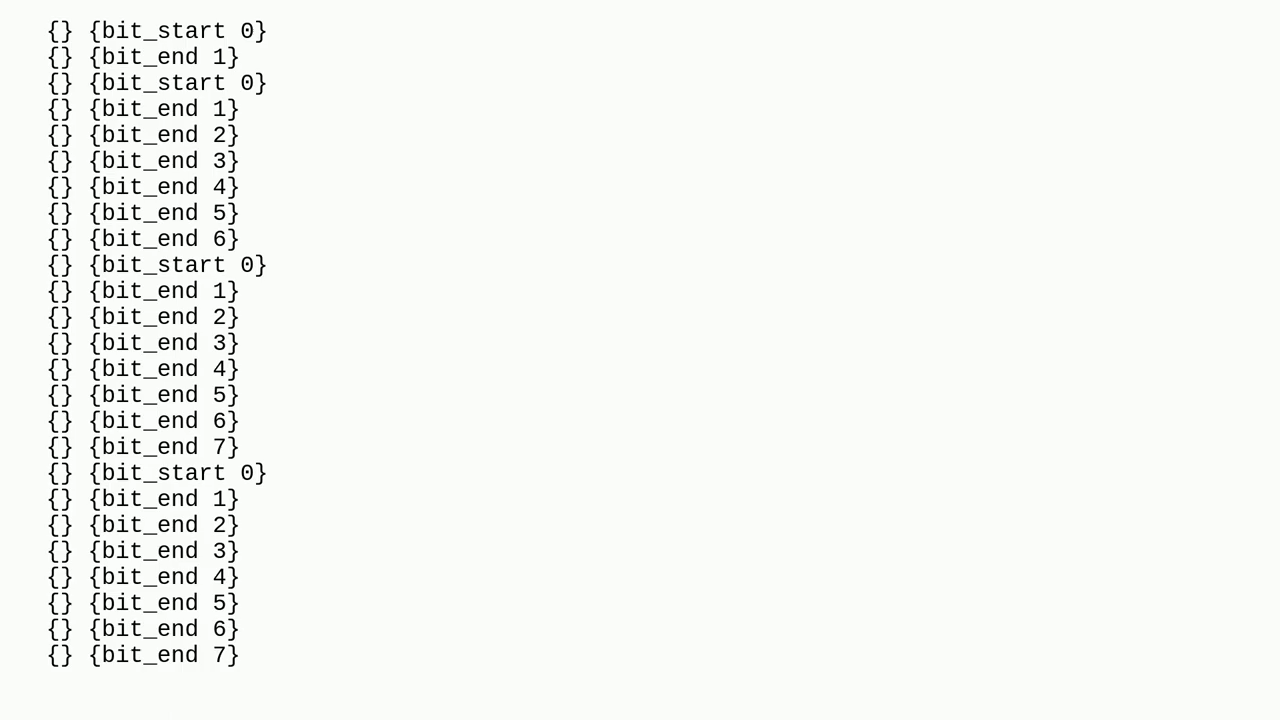 {} {bit_start 0}
{} {bit_end 1}
{} {bit_start 0}
{} {bit_end 1}
{} {bit_end 2}
{} {bit_end 3}
{} {bit_end 4}
{} {bit_end 5}
{} {bit_end 6}
{} {bit_start 0}
{} {bit_end 1}
{} {bit_end 2}
{} {bit_end 3}
{} {bit_end 4}
{} {bit_end 5}
{} {bit_end 6}
{} {bit_end 7}
{} {bit_start 0}
{} {bit_end 1}
{} {bit_end 2}
{} {bit_end 3}
{} {bit_end 4}
{} {bit_end 5}
{} {bit_end 6}
{} {bit_end 7}